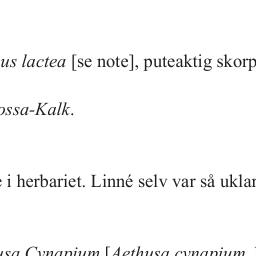 us lactea [se note], puteaktig skorp
ossa-Kalk.
i herbariet. Linné selv var så uklar
usa Cynapium [Aethusa cynapium